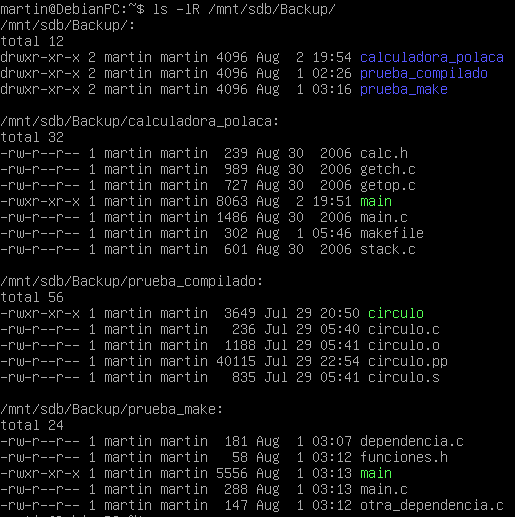 martin@DebianPC:~$ ls -lR /mnt/sdb/Backup/
/mnt/sdb/Backup/:
total 12
drwxr-xr-x 2 martin martin 4096 Aug  2 19:54 calculadora_polaca
drwxr-xr-x 2 martin martin 4096 Aug  1 02:26 prueba_compilado
drwxr-xr-x 2 martin martin 4096 Aug  1 03:16 prueba_make

/mnt/sdb/Backup/calculadora_polaca:
total 32
-rw-r--r-- 1 martin martin  239 Aug 30  2006 calc.h
-rw-r--r-- 1 martin martin  989 Aug 30  2006 getch.c
-rw-r--r-- 1 martin martin  727 Aug 30  2006 getop.c
-rwxr-xr-x 1 martin martin 8063 Aug  2 19:51 main
-rw-r--r-- 1 martin martin 1486 Aug 30  2006 main.c
-rw-r--r-- 1 martin martin  302 Aug  1 05:46 makefile
-rw-r--r-- 1 martin martin  601 Aug 30  2006 stack.c

/mnt/sdb/Backup/prueba_compilado:
total 56
-rwxr-xr-x 1 martin martin  3649 Jul 29 20:50 circulo
-rw-r--r-- 1 martin martin   236 Jul 29 05:40 circulo.c
-rw-r--r-- 1 martin martin  1188 Jul 29 05:41 circulo.o
-rw-r--r-- 1 martin martin 40115 Jul 29 22:54 circulo.pp
-rw-r--r-- 1 martin martin   835 Jul 29 05:41 circulo.s

/mnt/sdb/Backup/prueba_make:
total 24
-rw-r--r-- 1 martin martin  181 Aug  1 03:07 dependencia.c
-rw-r--r-- 1 martin martin   58 Aug  1 03:12 funciones.h
-rwxr-xr-x 1 martin martin 5556 Aug  1 03:13 main
-rw-r--r-- 1 martin martin  288 Aug  1 03:13 main.c
-rw-r--r-- 1 martin martin  147 Aug  1 03:12 otra_dependencia.c